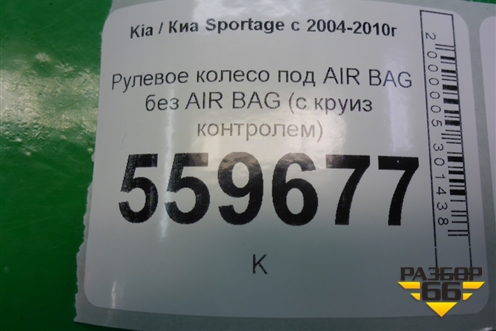 Kia / Киа Sportage с 2004-2010г
Рулевое колесо под AIR BAG
без AIR BAG (с круиз
контролем)
559677
К
2000005301438
РАЗБОР
66